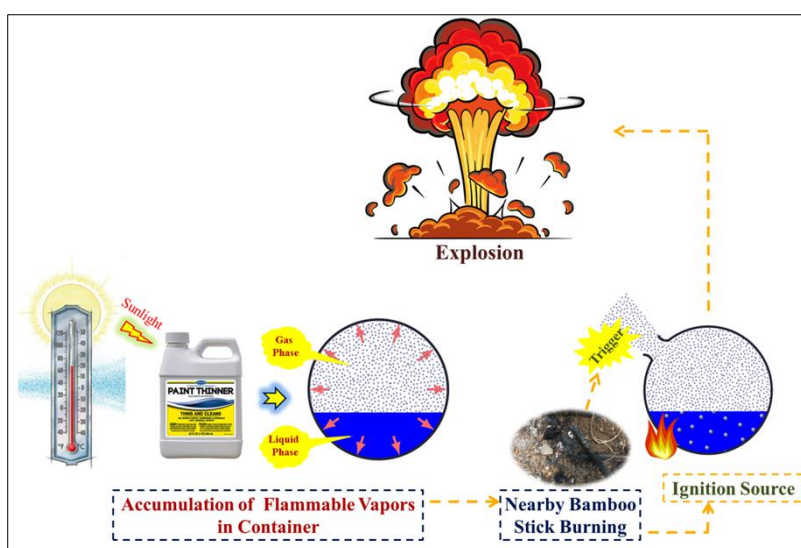 Explosion
Sunlight
Gas
Phase
Liquid
Phase
PAINT THINNER
THINS AND CLEANS
°F
°C
Trigger
Accumulation of Flammable Vapors
in Container
Nearby Bamboo
Stick Burning
Ignition Source